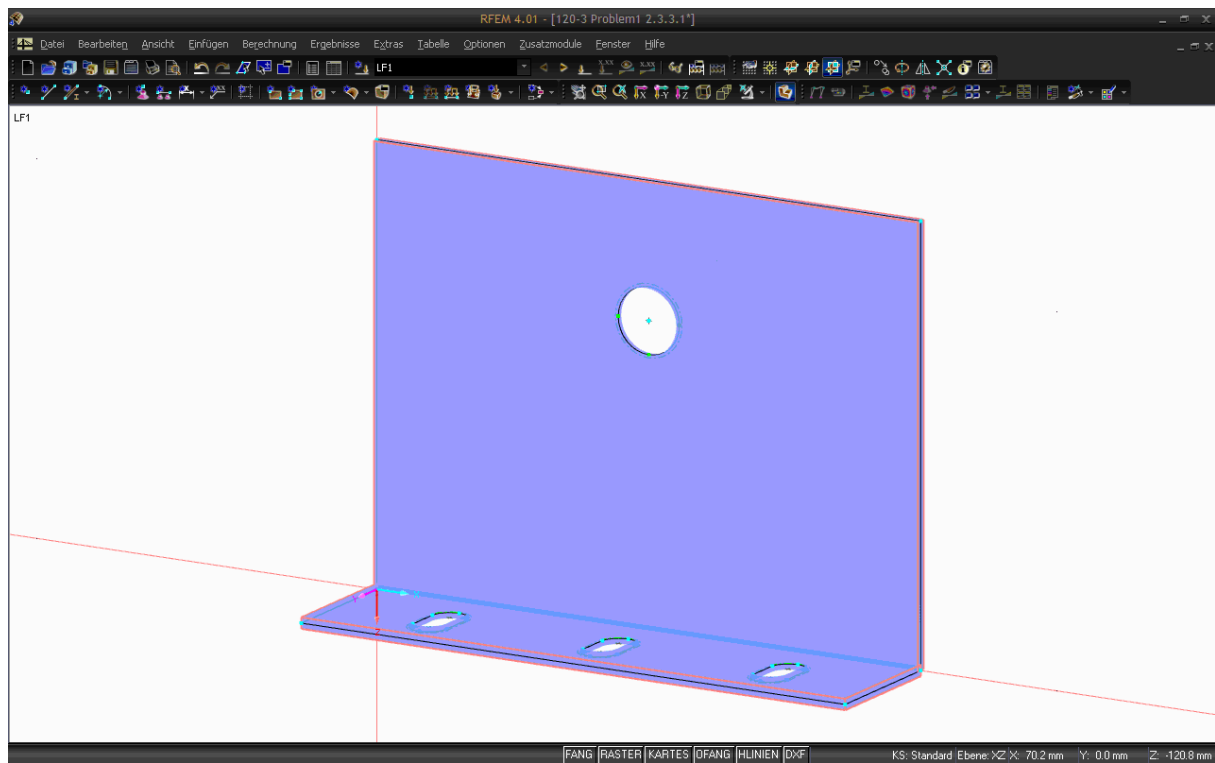 RFEM 4.01 - [120-3 Problem1 2.3.3.1*]
Datei Bearbeiten Ansicht Einfügen Berechnung Ergebnisse Extras Tabelle Optionen Zusatzmodule Fenster Hilfe
LF1
LF1
Z
FANG RASTER KARTES OFANG HLINIEN DXF KS: Standard Ebene: XZ X: 70.2 mm Y: 0.0 mm Z: -120.8 mm